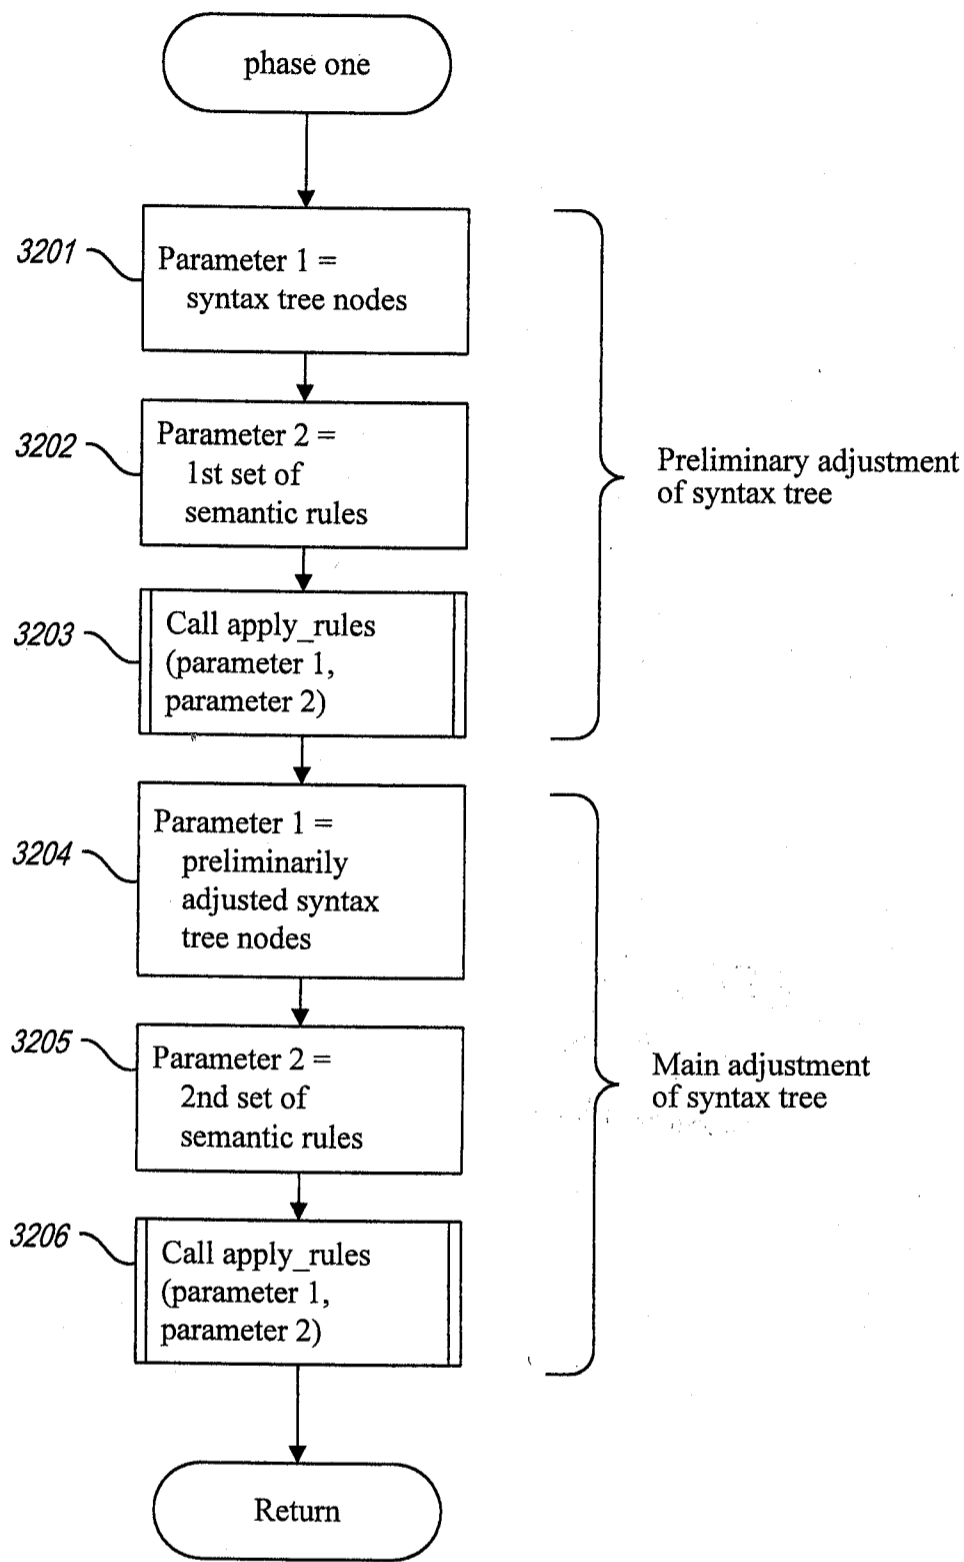 phase one
3201
Parameter 1 =
syntax tree nodes
3202
Parameter 2 =
1st set of
semantic rules
Preliminary adjustment
of syntax tree
3203
Call apply_rules
(parameter 1,
parameter 2)
3204
Parameter 1 =
preliminarily
adjusted syntax
tree nodes
3205
Parameter 2 =
2nd set of
semantic rules
Main adjustment
of syntax tree
3206
Call apply_rules
(parameter 1,
parameter 2)
Return